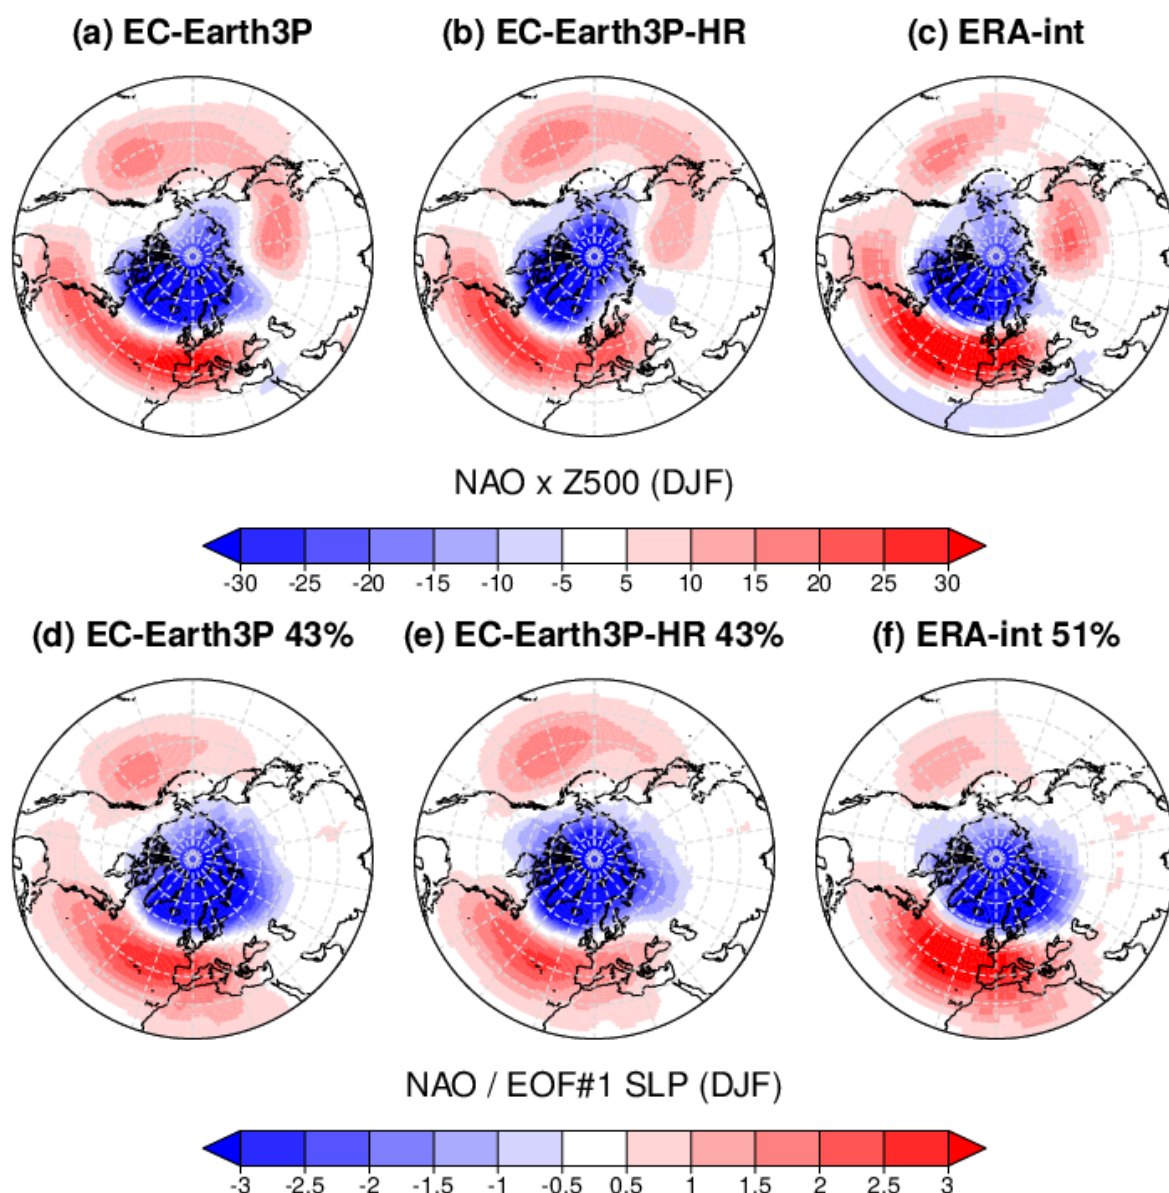 (a) EC-Earth3P (b) EC-Earth3P-HR (c) ERA-int
NAO x Z500 (DJF)
-30 -25 -20 -15 -10 -5 5 10 15 20 25 30
(d) EC-Earth3P 43% (e) EC-Earth3P-HR 43% (f) ERA-int 51%
NAO / EOF#1 SLP (DJF)
-3 -2.5 -2 -1.5 -1 -0.5 0.5 1 1.5 2 2.5 3